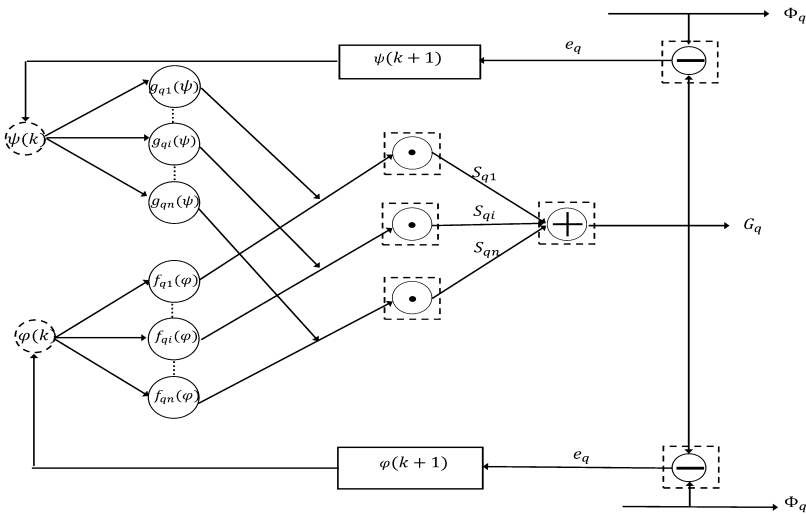 Φq
eq
ψ(k+1)
gq1(ψ)
ψ(k
gqi(ψ)
Sq1
gqn(ψ)
Sqi
Gq
Sqn
fq1(φ)
φ(k
fqi(φ)
fqn(φ)
φ(k+1)
eq
Φq